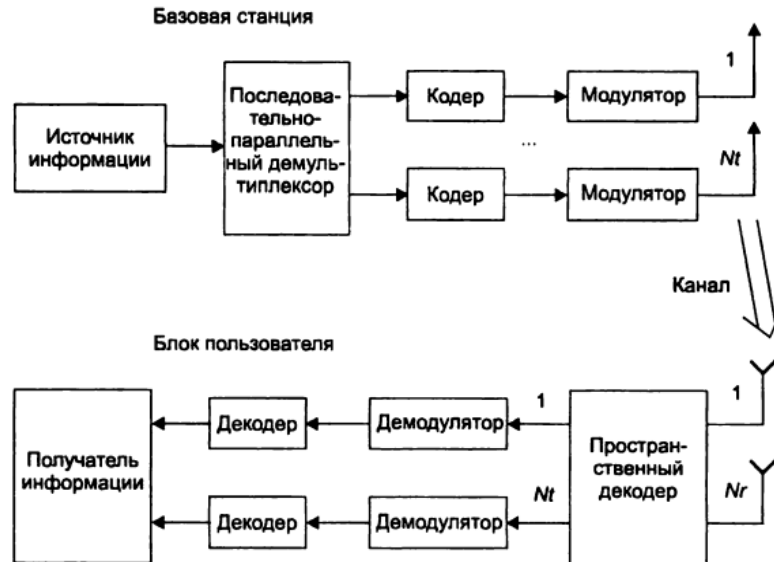 Базовая станция
1
Последова-
тельно-
параллель-
ный демуль-
типлексор
Кодер
Модулятор
Источник
информации
...
Nt
Кодер
Модулятор
Канал
Блок пользователя
1
1
Декодер
Демодулятор
Получатель
информации
Простран-
ственный
декодер
Nt
Nr
Декодер
Демодулятор